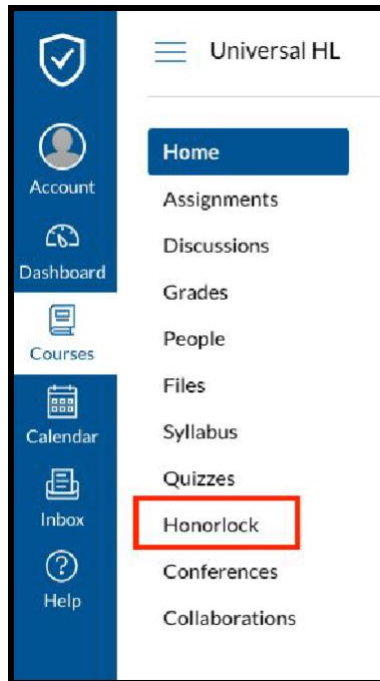 Universal HL
Account
Dashboard
Courses
Calendar
Inbox
Help
Home
Assignments
Discussions
Grades
People
Files
Syllabus
Quizzes
Honorlock
Conferences
Collaborations